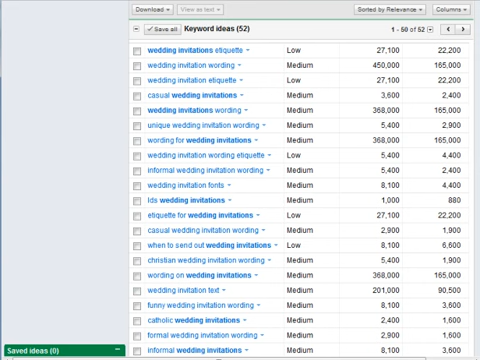 Download View as text Sorted by Relevance Columns
Save all Keyword ideas (52) 1 - 50 of 52
wedding invitations etiquette Low 27,100 22,200
wedding invitation wording Medium 450,000 165,000
wedding invitation etiquette Low 27,100 22,200
casual wedding invitations Medium 3,600 2,400
wedding invitations wording Medium 368,000 165,000
unique wedding invitation wording Medium 5,400 2,900
wording for wedding invitations Medium 368,000 165,000
wedding invitation wording etiquette Low 5,400 4,400
informal wedding invitation wording Medium 5,400 2,400
wedding invitation fonts Medium 8,100 4,400
lds wedding invitations Medium 1,000 880
etiquette for wedding invitations Low 27,100 22,200
casual wedding invitation wording Medium 2,900 1,900
when to send out wedding invitations Low 8,100 6,600
christian wedding invitation wording Medium 5,400 1,900
wording on wedding invitations Medium 368,000 165,000
wedding invitation text Medium 201,000 90,500
funny wedding invitation wording Medium 8,100 3,600
catholic wedding invitations Medium 2,400 1,600
formal wedding invitation wording Medium 2,900 1,600
informal wedding invitations Medium 8,100 3,600
Saved ideas (0)